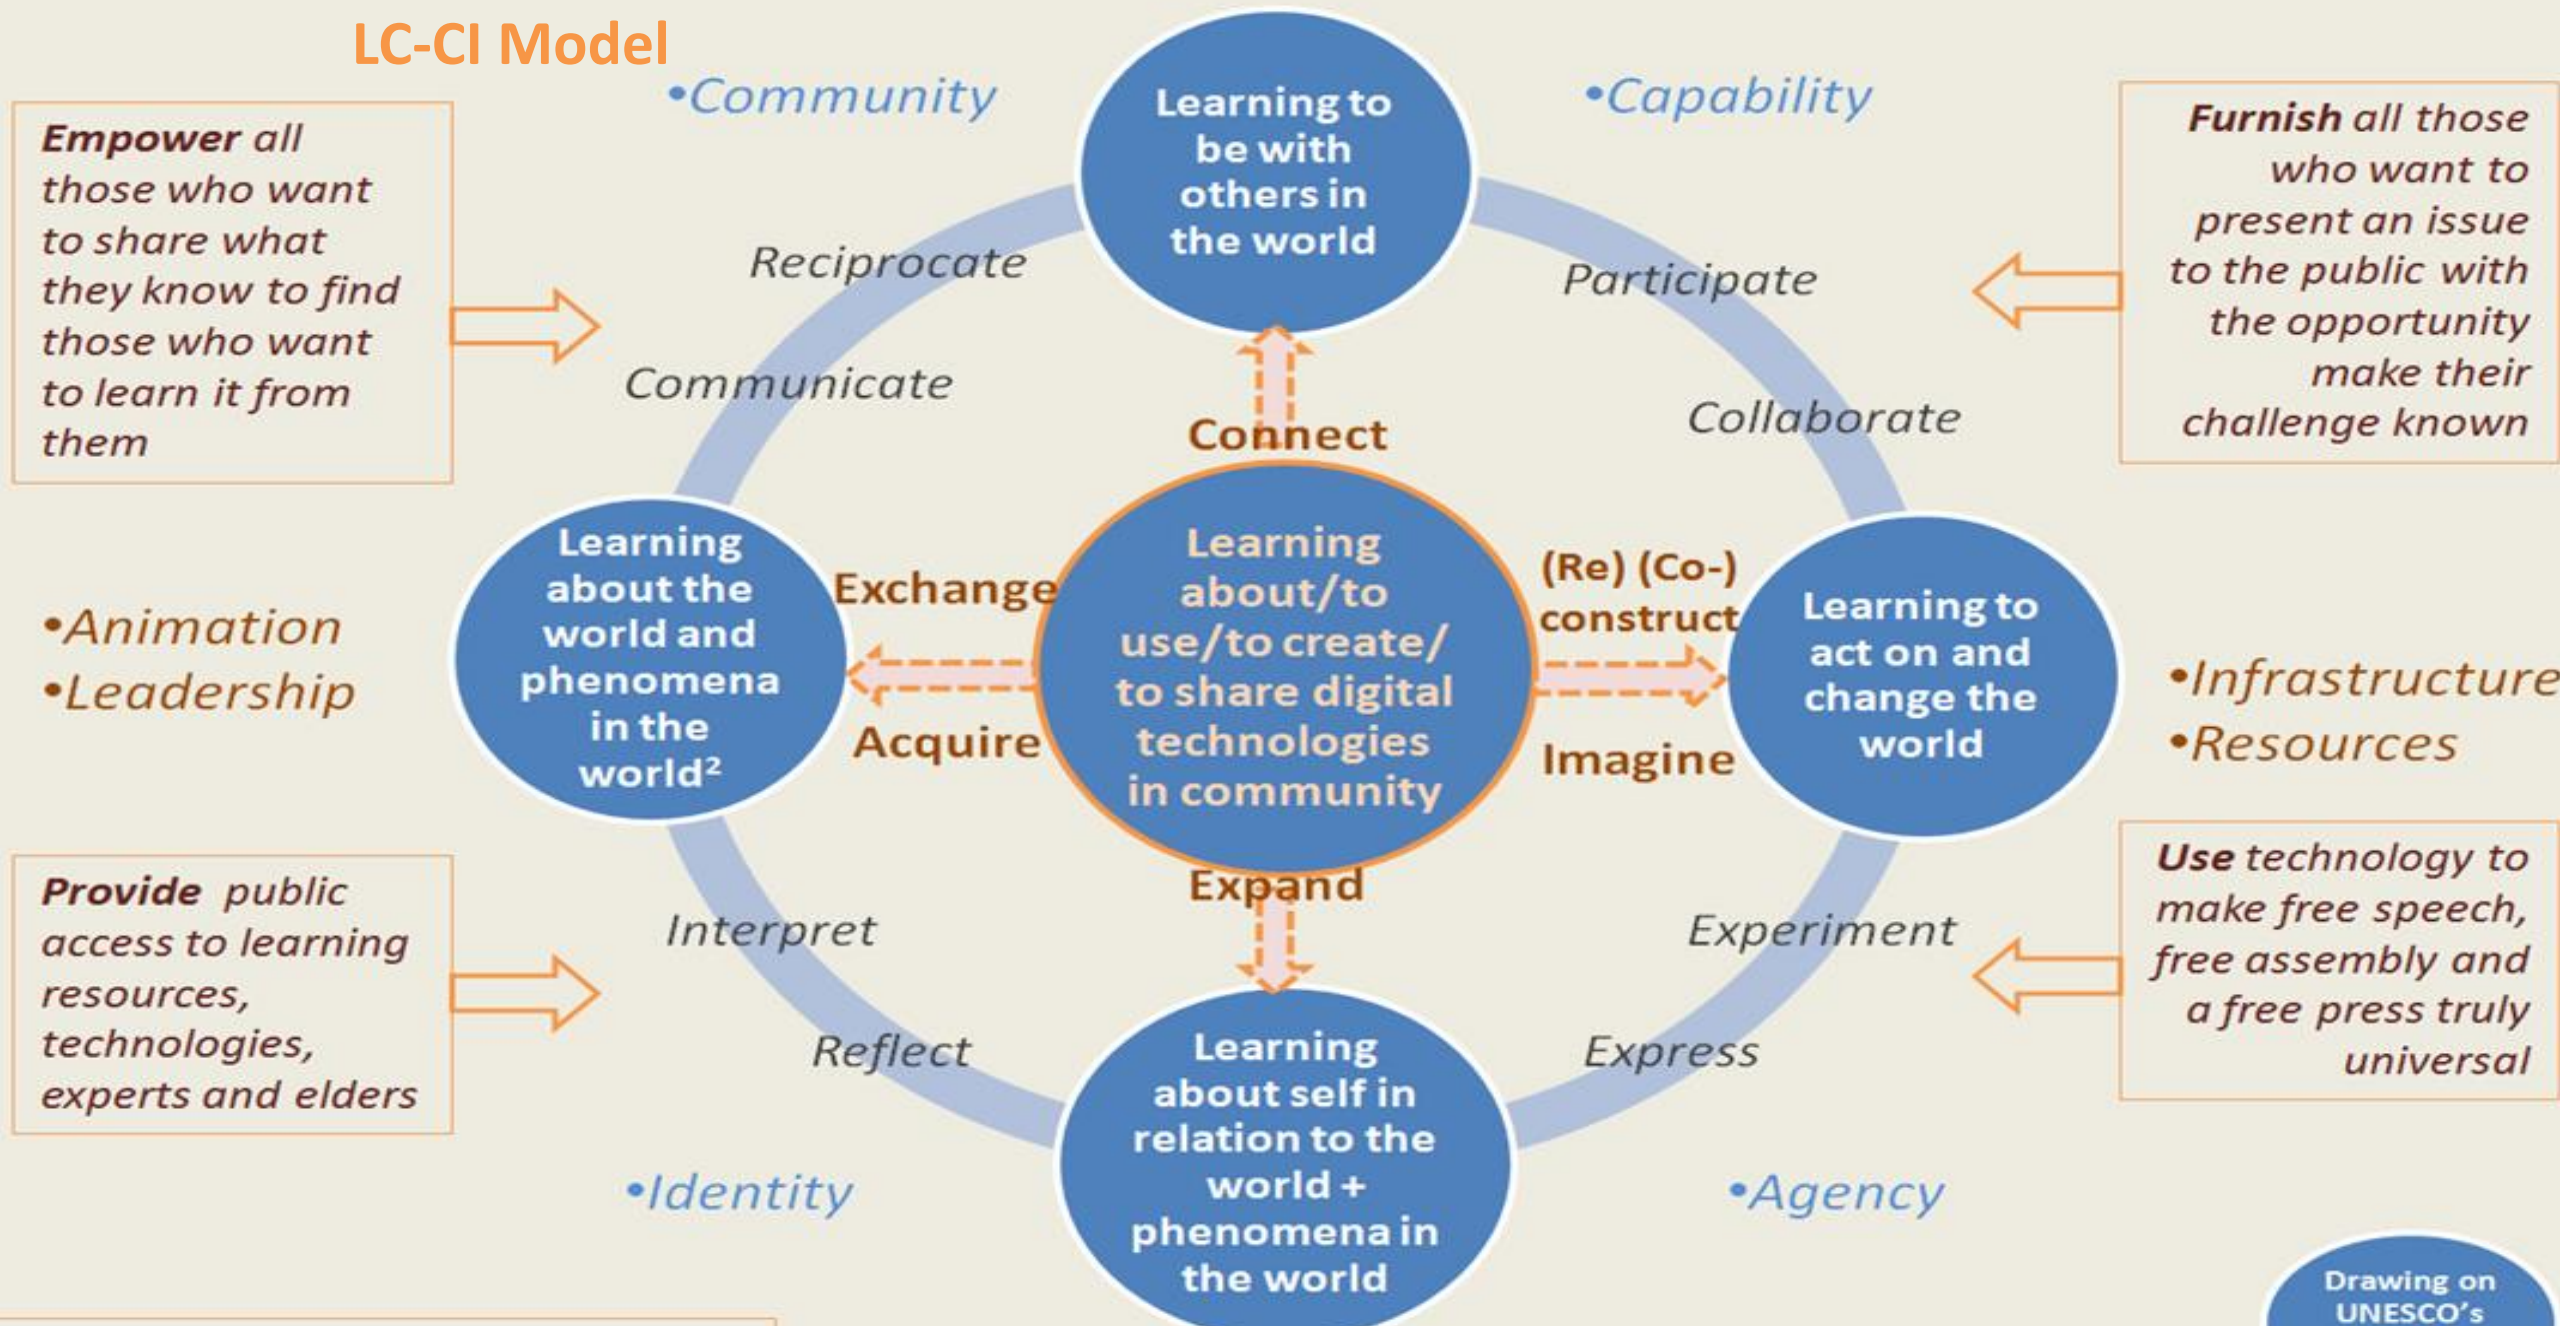 LC-CI Model
•Community
•Capability
Empower all
those who want
to share what
they know to find
those who want
to learn it from
them
Learning to
be with
others in
the world
Furnish all those
who want to
present an issue
to the public with
the opportunity
make their
challenge known
Reciprocate
Communicate
Participate
Collaborate
Connect
•Animation
•Leadership
Learning
about the
world and
phenomena
in the
world²
Exchange
Acquire
Learning
about/to
use/to create/
to share digital
technologies
in community
(Re) (Co-)
construct
Imagine
Learning to
act on and
change the
world
•Infrastructure
•Resources
Expand
Provide public
access to learning
resources,
technologies,
experts and elders
Interpret
Reflect
Experiment
Express
Use technology to
make free speech,
free assembly and
a free press truly
universal
•Identity
Learning
about self in
relation to the
world +
phenomena in
the world
•Agency
Drawing on
UNESCO’s